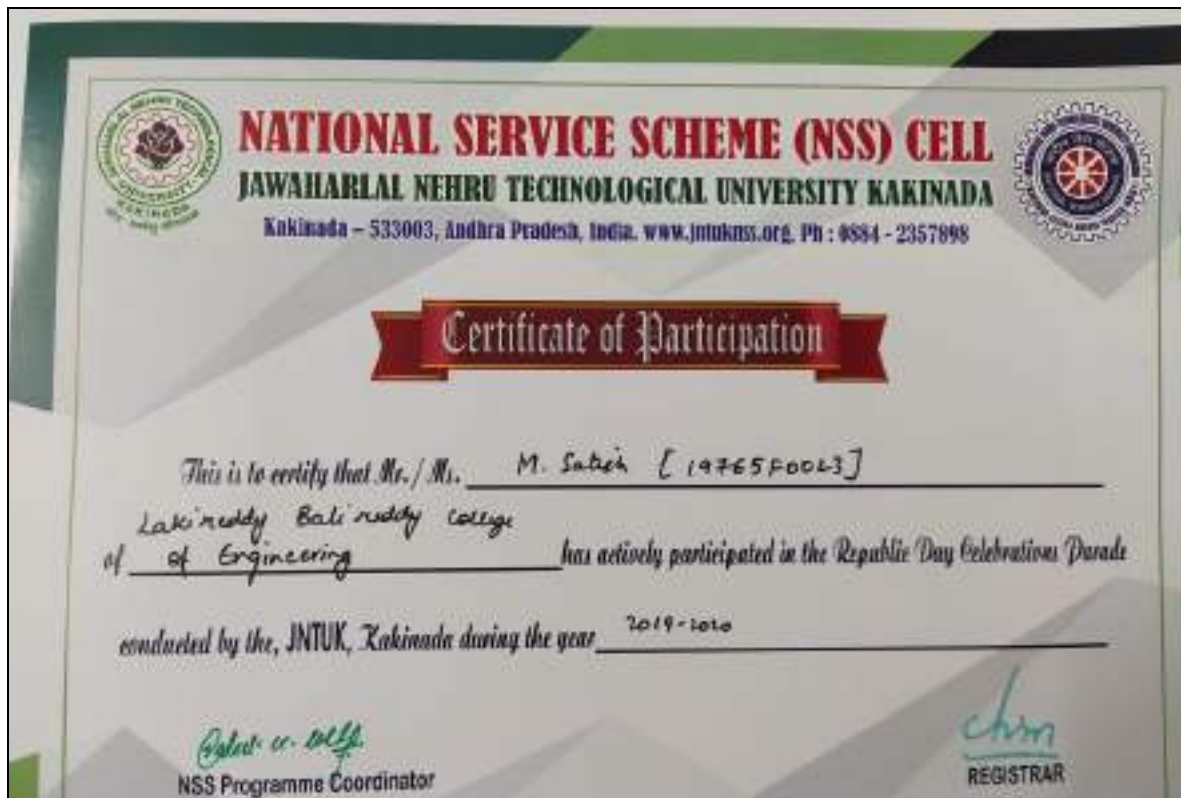 NATIONAL SERVICE SCHEME (NSS) CELL
JAWAHARLAL NEHRU TECHNOLOGICAL UNIVERSITY KAKINADA
Kakinada – 533003, Andhra Pradesh, India. www.jntuknss.org, Ph : 0884 - 2357898
Certificate of Participation
This is to certify that Mr. / Ms. M. Satish [19765F0023]
Lakireddy Bali reddy College
of of Engineering has actively participated in the Republic Day Celebrations Parade
conducted by the, JNTUK, Kakinada during the year 2019-2020
NSS Programme Coordinator
REGISTRAR